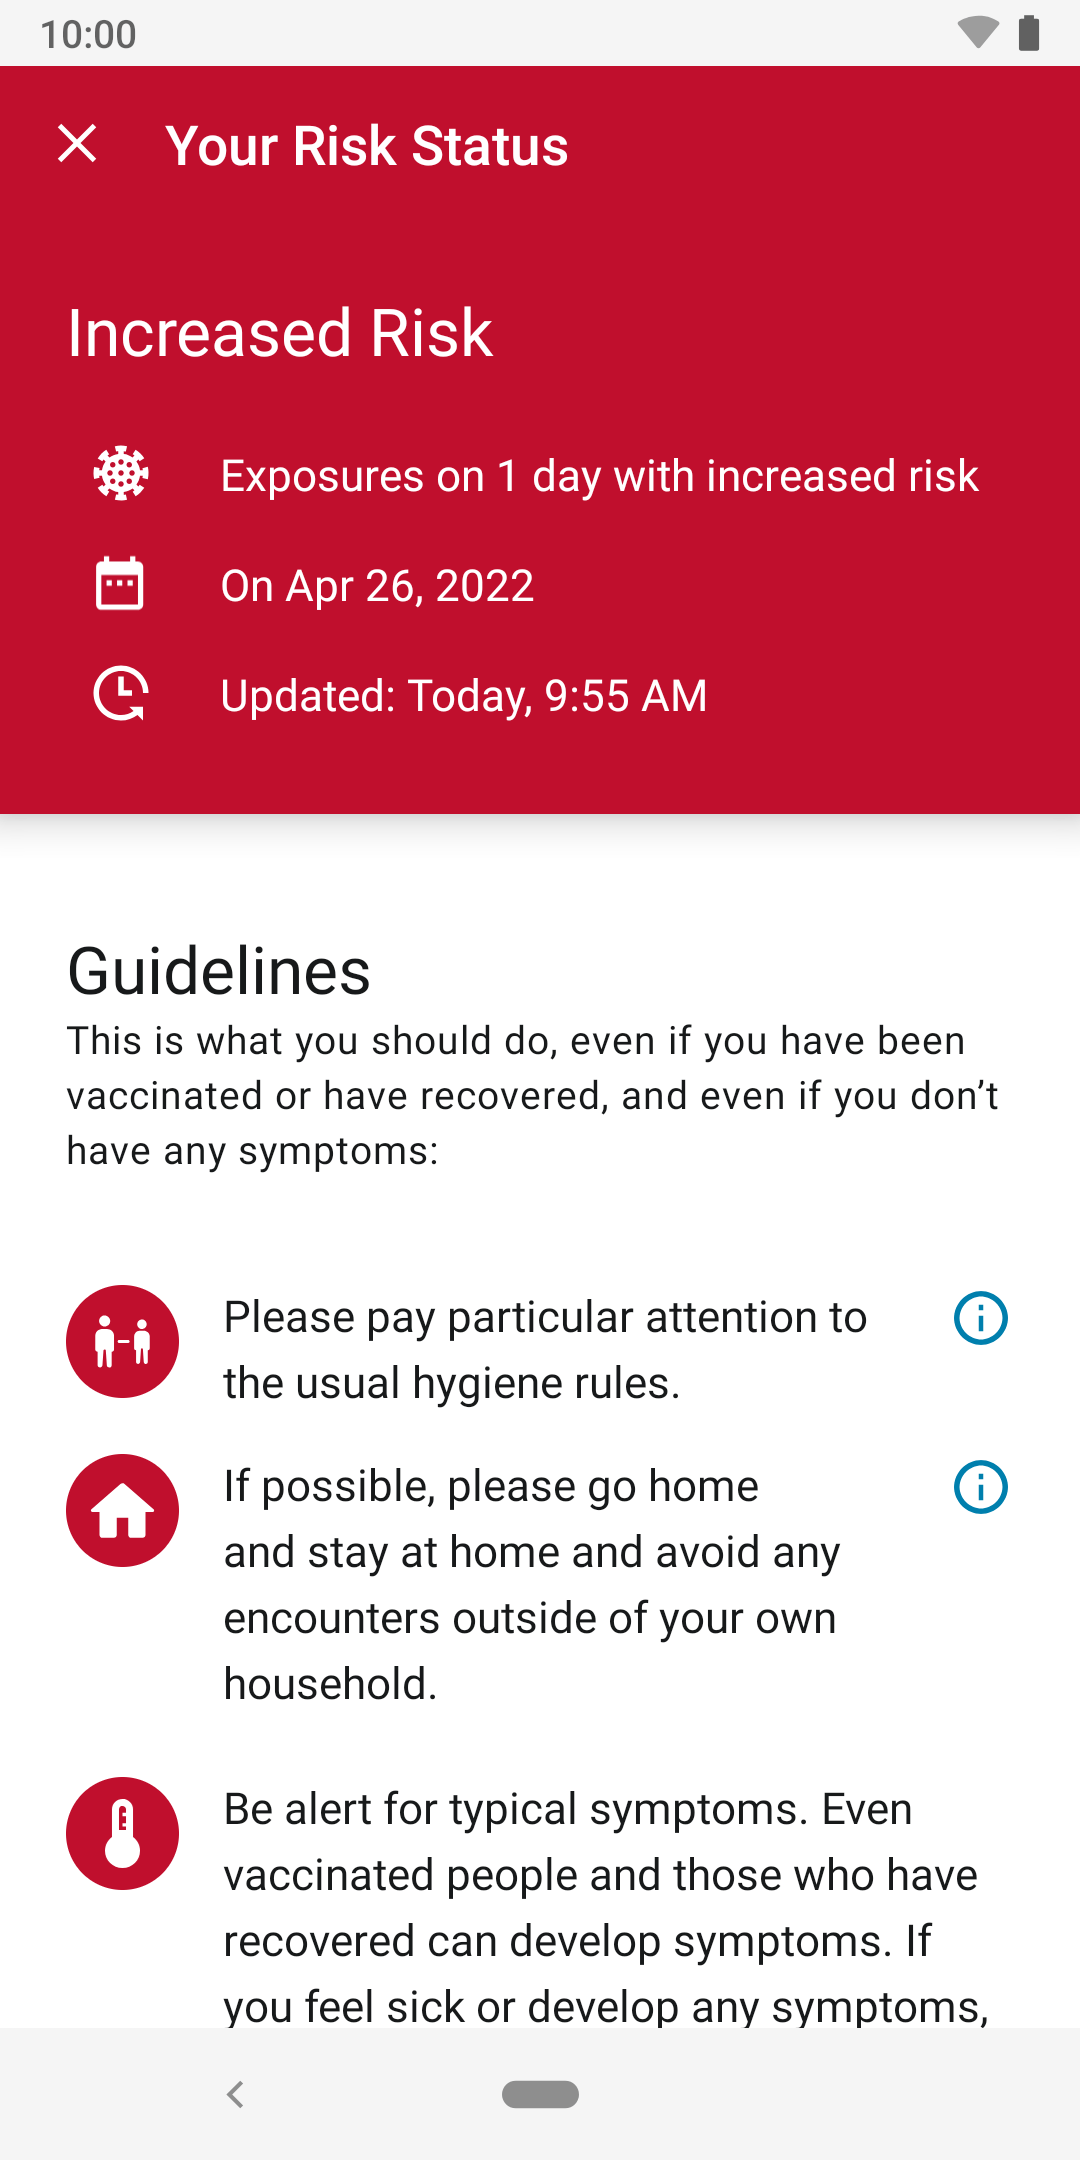 10:00
Your Risk Status
Increased Risk
Exposures on 1 day with increased risk
On Apr 26, 2022
Updated: Today, 9:55 AM
Guidelines
This is what you should do, even if you have been
vaccinated or have recovered, and even if you don’t
have any symptoms:
Please pay particular attention to
the usual hygiene rules.
If possible, please go home
and stay at home and avoid any
encounters outside of your own
household.
Be alert for typical symptoms. Even
vaccinated people and those who have
recovered can develop symptoms. If
you feel sick or develop any symptoms,